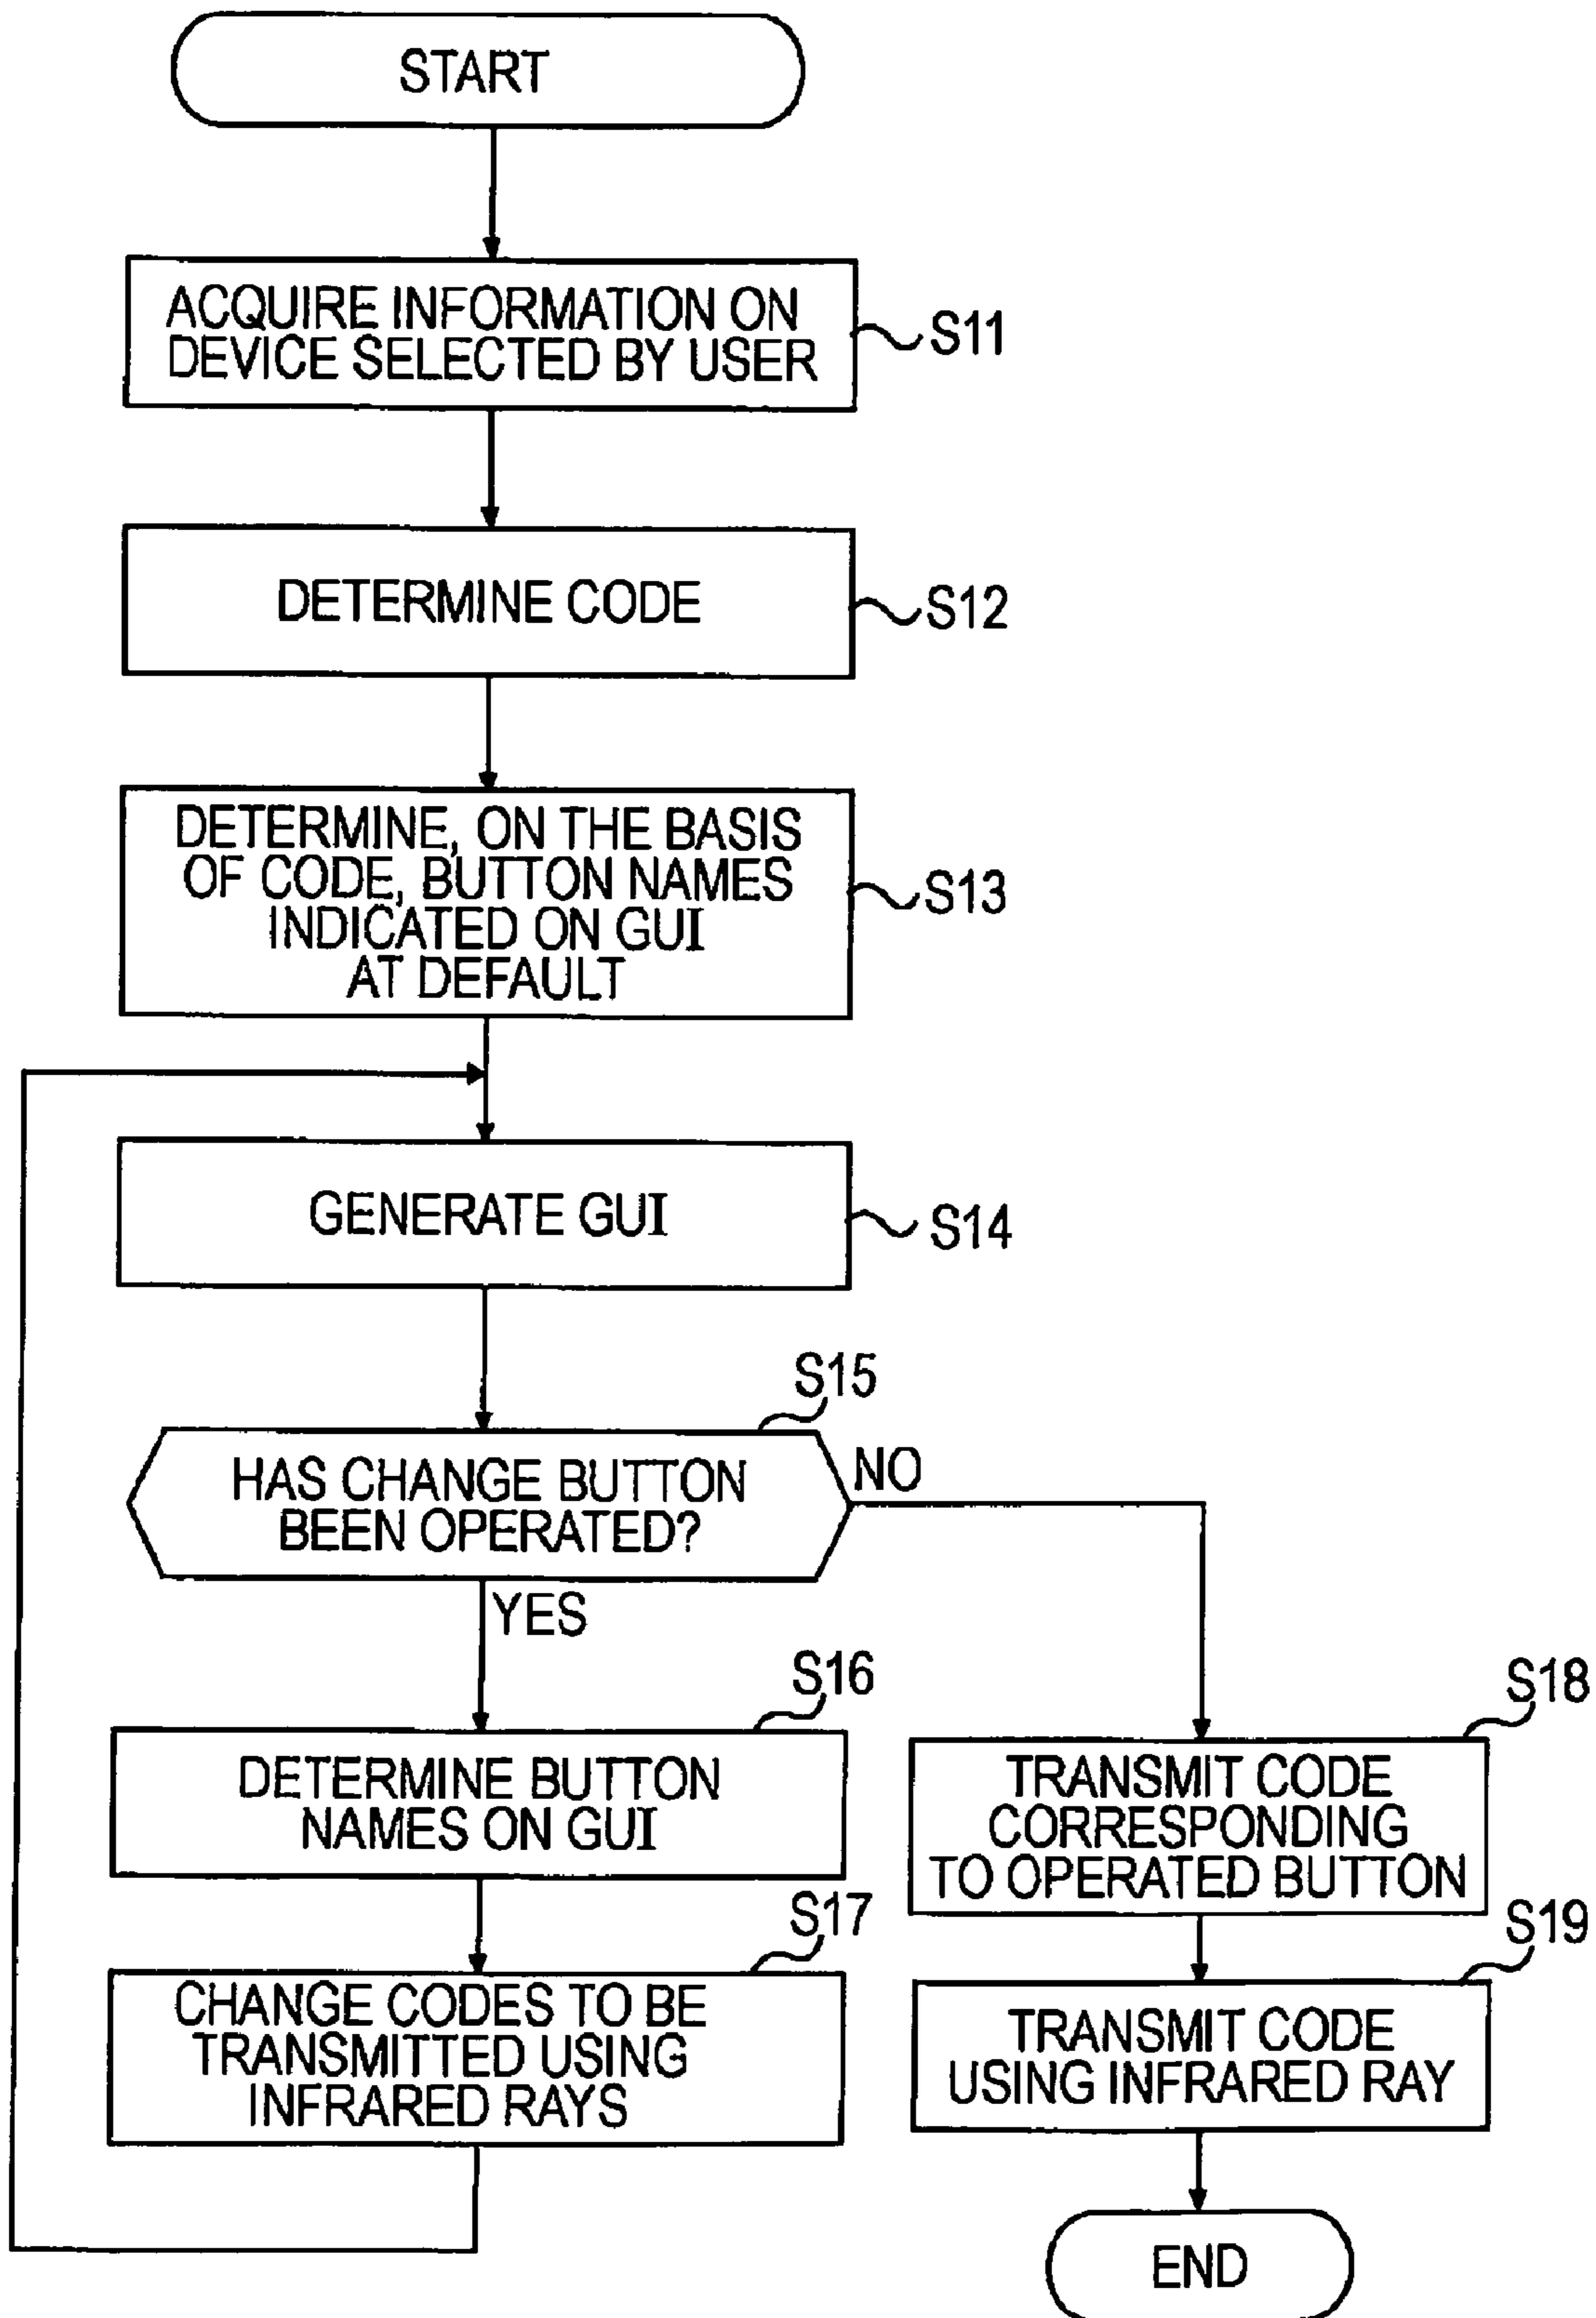 START
ACQUIRE INFORMATION ON
DEVICE SELECTED BY USER
S11
DETERMINE CODE
S12
DETERMINE, ON THE BASIS
OF CODE, BUTTON NAMES
INDICATED ON GUI
AT DEFAULT
S13
GENERATE GUI
S14
S15
HAS CHANGE BUTTON
BEEN OPERATED?
NO
YES
S16
DETERMINE BUTTON
NAMES ON GUI
S17
CHANGE CODES TO BE
TRANSMITTED USING
INFRARED RAYS
S18
TRANSMIT CODE
CORRESPONDING
TO OPERATED BUTTON
S19
TRANSMIT CODE
USING INFRARED RAY
END